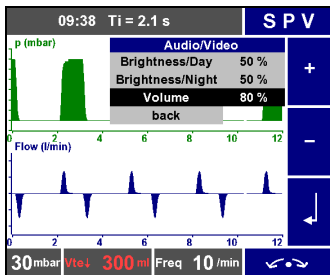 09:38 Ti = 2.1 s
S P V
p (mbar)
Audio/Video
Brightness/Day 50 %
Brightness/Night 50 %
Volume 80 %
back
+
−
0 2 4 6 8 10 12
Flow (l/min)
0 2 4 6 8 10 12
30 mbar Vte↓ 300 ml Freq 10 /min